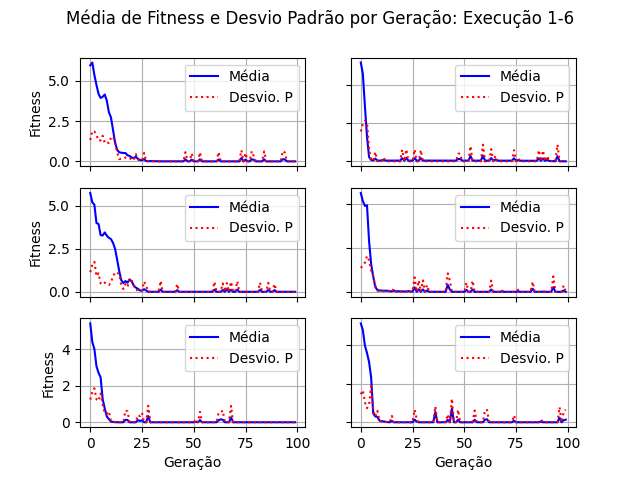 Média de Fitness e Desvio Padrão por Geração: Execução 1-6
Fitness
5.0
2.5
0.0
Média
Desvio. P
Média
Desvio. P
Fitness
5.0
2.5
0.0
Média
Desvio. P
Média
Desvio. P
Fitness
4
2
0
Média
Desvio. P
Média
Desvio. P
0 25 50 75 100
0 25 50 75 100
Geração
Geração